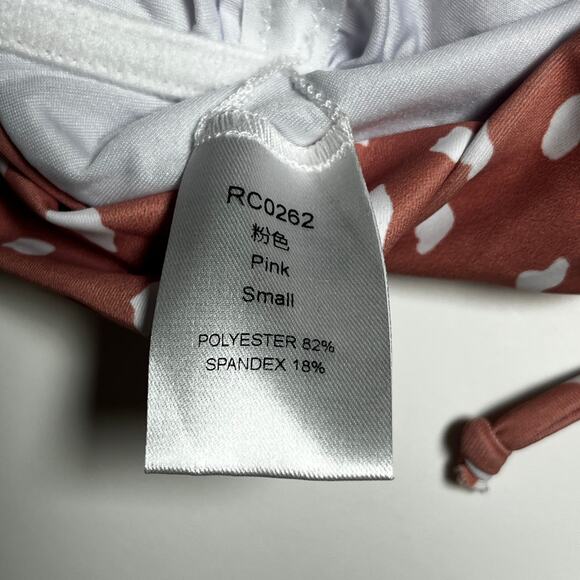 RC0262
粉色
Pink
Small
POLYESTER 82%
SPANDEX 18%